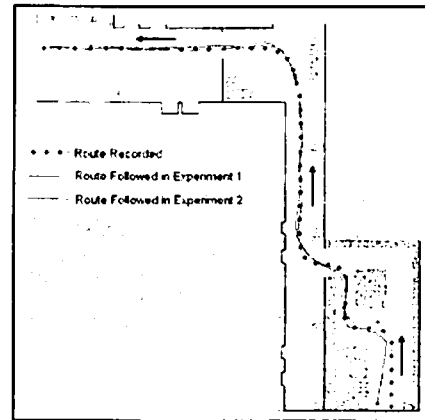 Route Recorded
Route Followed in Experiment 1
Route Followed in Experiment 2